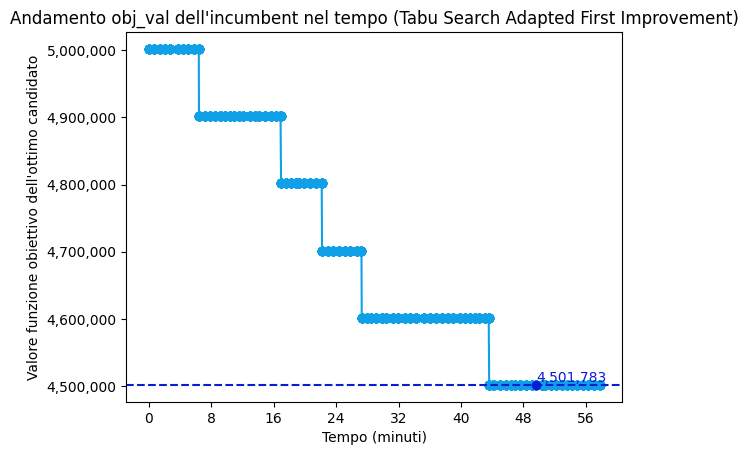 Andamento obj_val dell'incumbent nel tempo (Tabu Search Adapted First Improvement)
Valore funzione obiettivo dell'ottimo candidato
5,000,000
4,900,000
4,800,000
4,700,000
4,600,000
4,500,000
4,501,783
0 8 16 24 32 40 48 56
Tempo (minuti)